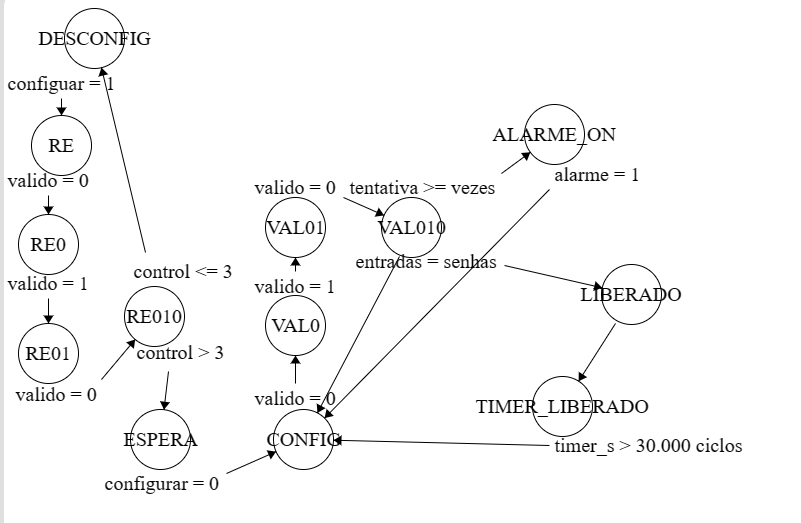 DESCONFIG
configuar = 1
RE
valido = 0
RE0
valido = 1
RE01
valido = 0
control <= 3
RE010
control > 3
ESPERA
configurar = 0
CONFIG
valido = 0
VAL0
valido = 1
VAL01
valido = 0
VAL010
tentativa >= vezes
ALARME_ON
alarme = 1
entradas = senhas
LIBERADO
TIMER_LIBERADO
timer_s > 30.000 ciclos